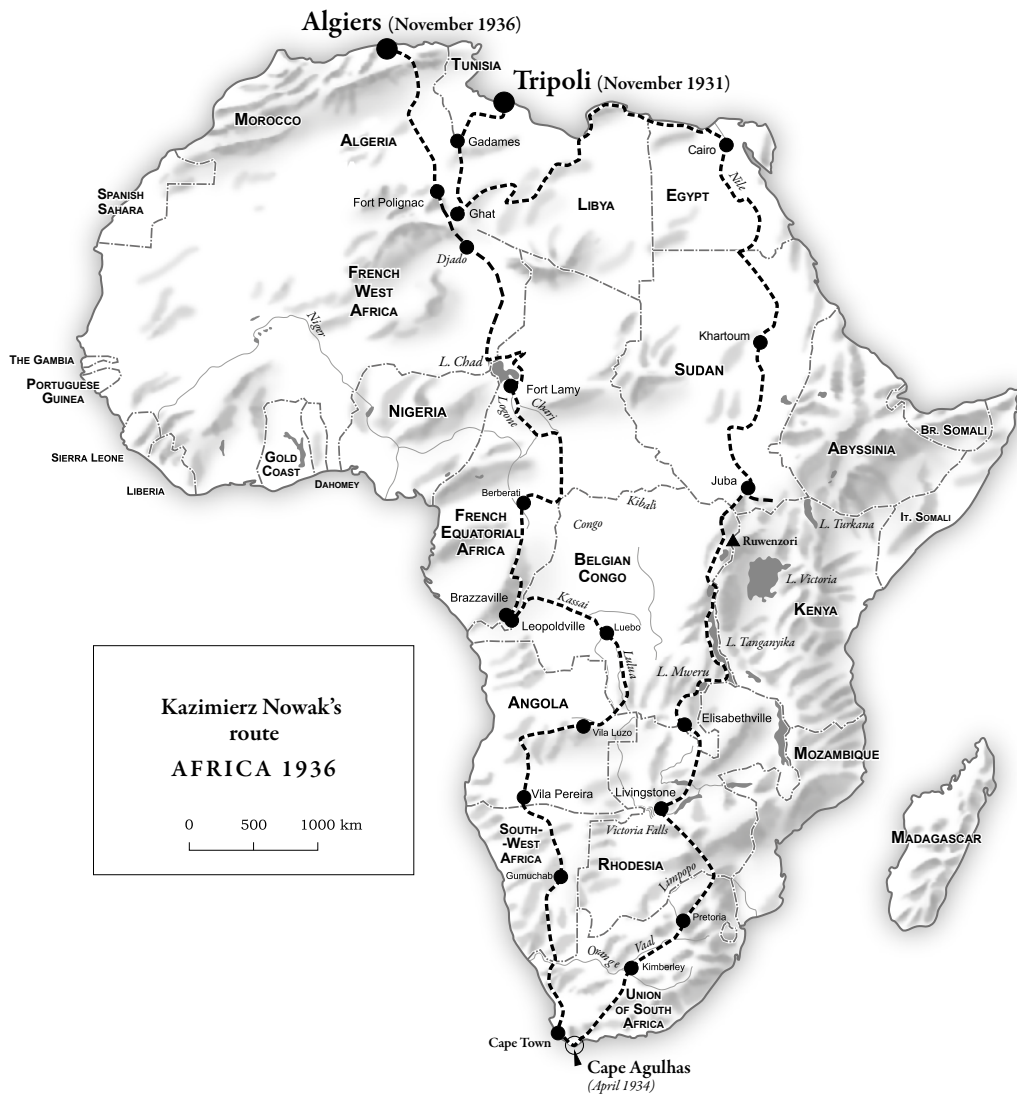 Algiers (November 1936)
TUNISIA
Tripoli (November 1931)
MOROCCO
ALGERIA
Gadames
Cairo
Nile
SPANISH
SAHARA
Fort Polignac
Ghat
LIBYA
EGYPT
Djado
FRENCH
WEST
AFRICA
Niger
Khartoum
THE GAMBIA
L. Chad
SUDAN
PORTUGUESE
GUINEA
Fort Lamy
NIGERIA
Logone
Chari
BR. SOMALI
ABYSSINIA
SIERRA LEONE
GOLD
COAST
LIBERIA
DAHOMEY
Juba
Berberati
Kibali
IT. SOMALI
L. Turkana
FRENCH
EQUATORIAL
AFRICA
Congo
Ruwenzori
BELGIAN
CONGO
L. Victoria
Brazzaville
Kassai
KENYA
Leopoldville
Luebo
L. Tanganyika
Lulua
L. Mweru
ANGOLA
Elisabethville
Vila Luzo
MOZAMBIQUE
Kazimierz Nowak's
route
AFRICA 1936
0 500 1000 km
Vila Pereira
Livingstone
Victoria Falls
SOUTH-
-WEST
AFRICA
MADAGASCAR
RHODESIA
Gumuchab
Limpopo
Pretoria
Orange
Vaal
Kimberley
UNION
OF SOUTH
AFRICA
Cape Town
Cape Agulhas
(April 1934)